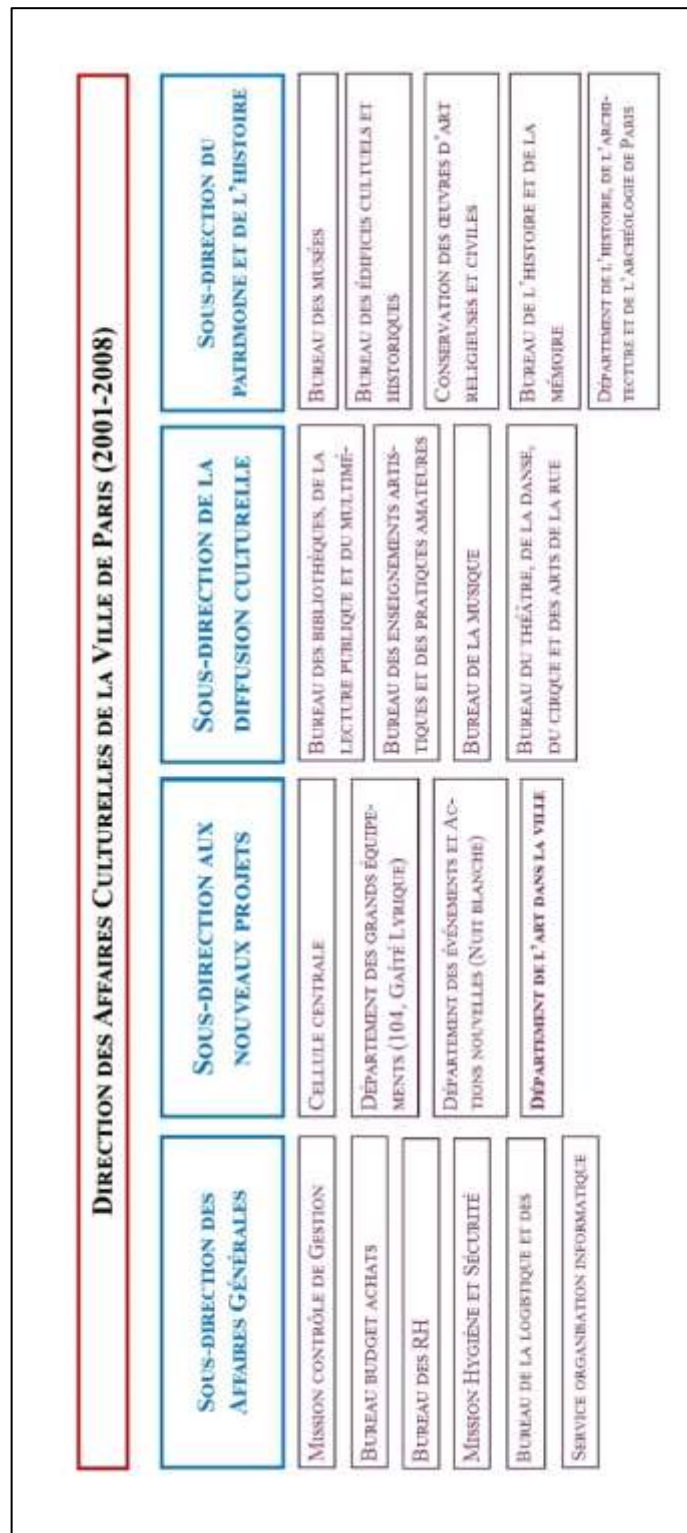 DIRECTION DES AFFAIRES CULTURELLES DE LA VILLE DE PARIS (2001-2008)
SOUS-DIRECTION DES
AFFAIRES GÉNÉRALES
MISSION CONTRÔLE DE GESTION
BUREAU BUDGET ACHATS
BUREAU DES RH
MISSION HYGIÈNE ET SÉCURITÉ
BUREAU DE LA LOGISTIQUE ET DES
SERVICE ORGANISATION INFORMATIQUE
SOUS-DIRECTION AUX
NOUVEAUX PROJETS
CELLULE CENTRALE
DÉPARTEMENT DES GRANDS ÉQUIPE-
MENTS (104, GAÎTÉ LYRIQUE)
DÉPARTEMENT DES ÉVÉNEMENTS ET AC-
TIONS NOUVELLES (NUIT BLANCHE)
DÉPARTEMENT DE L'ART DANS LA VILLE
SOUS-DIRECTION DE LA
DIFFUSION CULTURELLE
BUREAU DES BIBLIOTHÈQUES, DE LA
LECTURE PUBLIQUE ET DU MULTIMÉ-
BUREAU DES ENSEIGNEMENTS ARTIS-
TIQUES ET DES PRATIQUES AMATEURES
BUREAU DE LA MUSIQUE
BUREAU DU THÉÂTRE, DE LA DANSE,
DU CIRQUE ET DES ARTS DE LA RUE
SOUS-DIRECTION DU
PATRIMOINE ET DE L'HISTOIRE
BUREAU DES MUSÉES
BUREAU DES ÉDIFICES CULTUELS ET
HISTORIQUES
CONSERVATION DES ŒUVRES D'ART
RELIGIEUSES ET CIVILES
BUREAU DE L'HISTOIRE ET DE LA
MÉMOIRE
DÉPARTEMENT DE L'HISTOIRE, DE L'ARCHI-
TECTURE ET DE L'ARCHÉOLOGIE DE PARIS